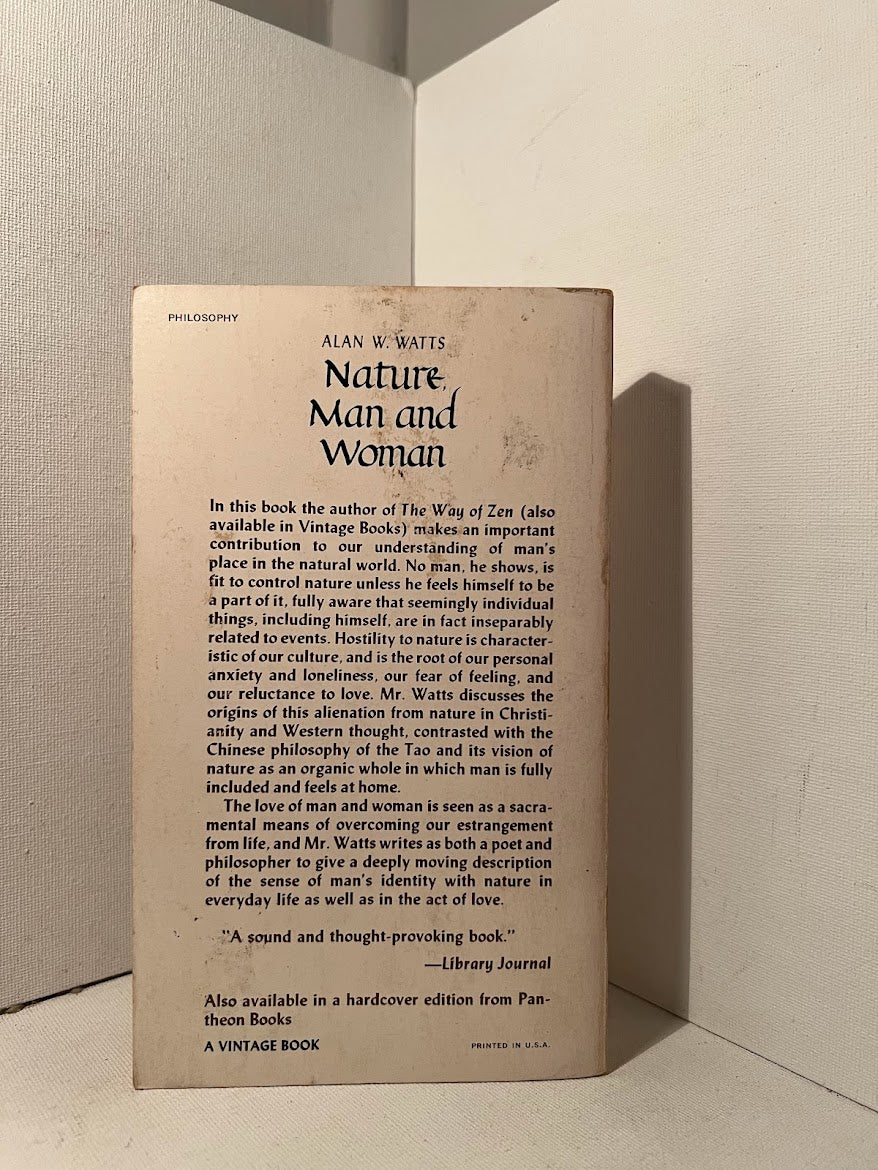 PHILOSOPHY
ALAN W. WATTS
Nature,
Man and
Woman
In this book the author of The Way of Zen (also
available in Vintage Books) makes an important
contribution to our understanding of man's
place in the natural world. No man, he shows, is
fit to control nature unless he feels himself to be
a part of it, fully aware that seemingly individual
things, including himself, are in fact inseparably
related to events. Hostility to nature is character-
istic of our culture, and is the root of our personal
anxiety and loneliness, our fear of feeling, and
our reluctance to love. Mr. Watts discusses the
origins of this alienation from nature in Christi-
anity and Western thought, contrasted with the
Chinese philosophy of the Tao and its vision of
nature as an organic whole in which man is fully
included and feels at home.
The love of man and woman is seen as a sacra-
mental means of overcoming our estrangement
from life, and Mr. Watts writes as both a poet and
philosopher to give a deeply moving description
of the sense of man's identity with nature in
everyday life as well as in the act of love.
"A sound and thought-provoking book."
—Library Journal
Also available in a hardcover edition from Pan-
theon Books
A VINTAGE BOOK
PRINTED IN U.S.A.